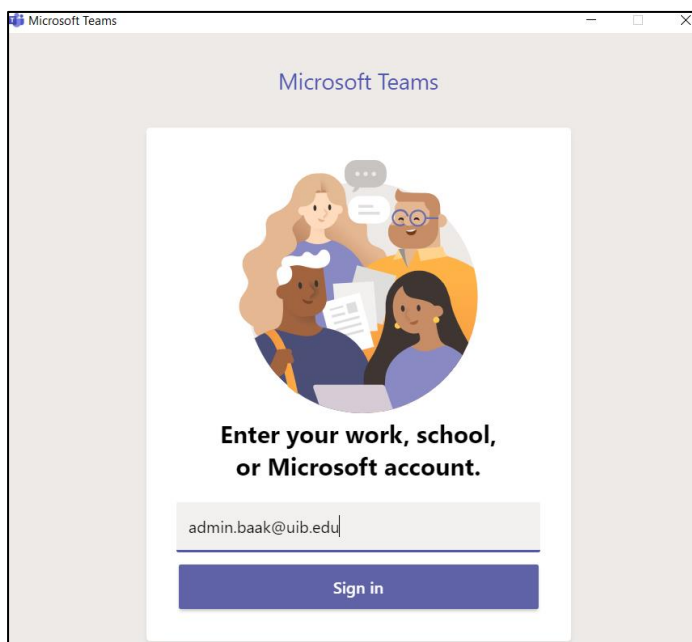 Microsoft Teams
Microsoft Teams
Enter your work, school,
or Microsoft account.
admin.baak@uib.edu
Sign in